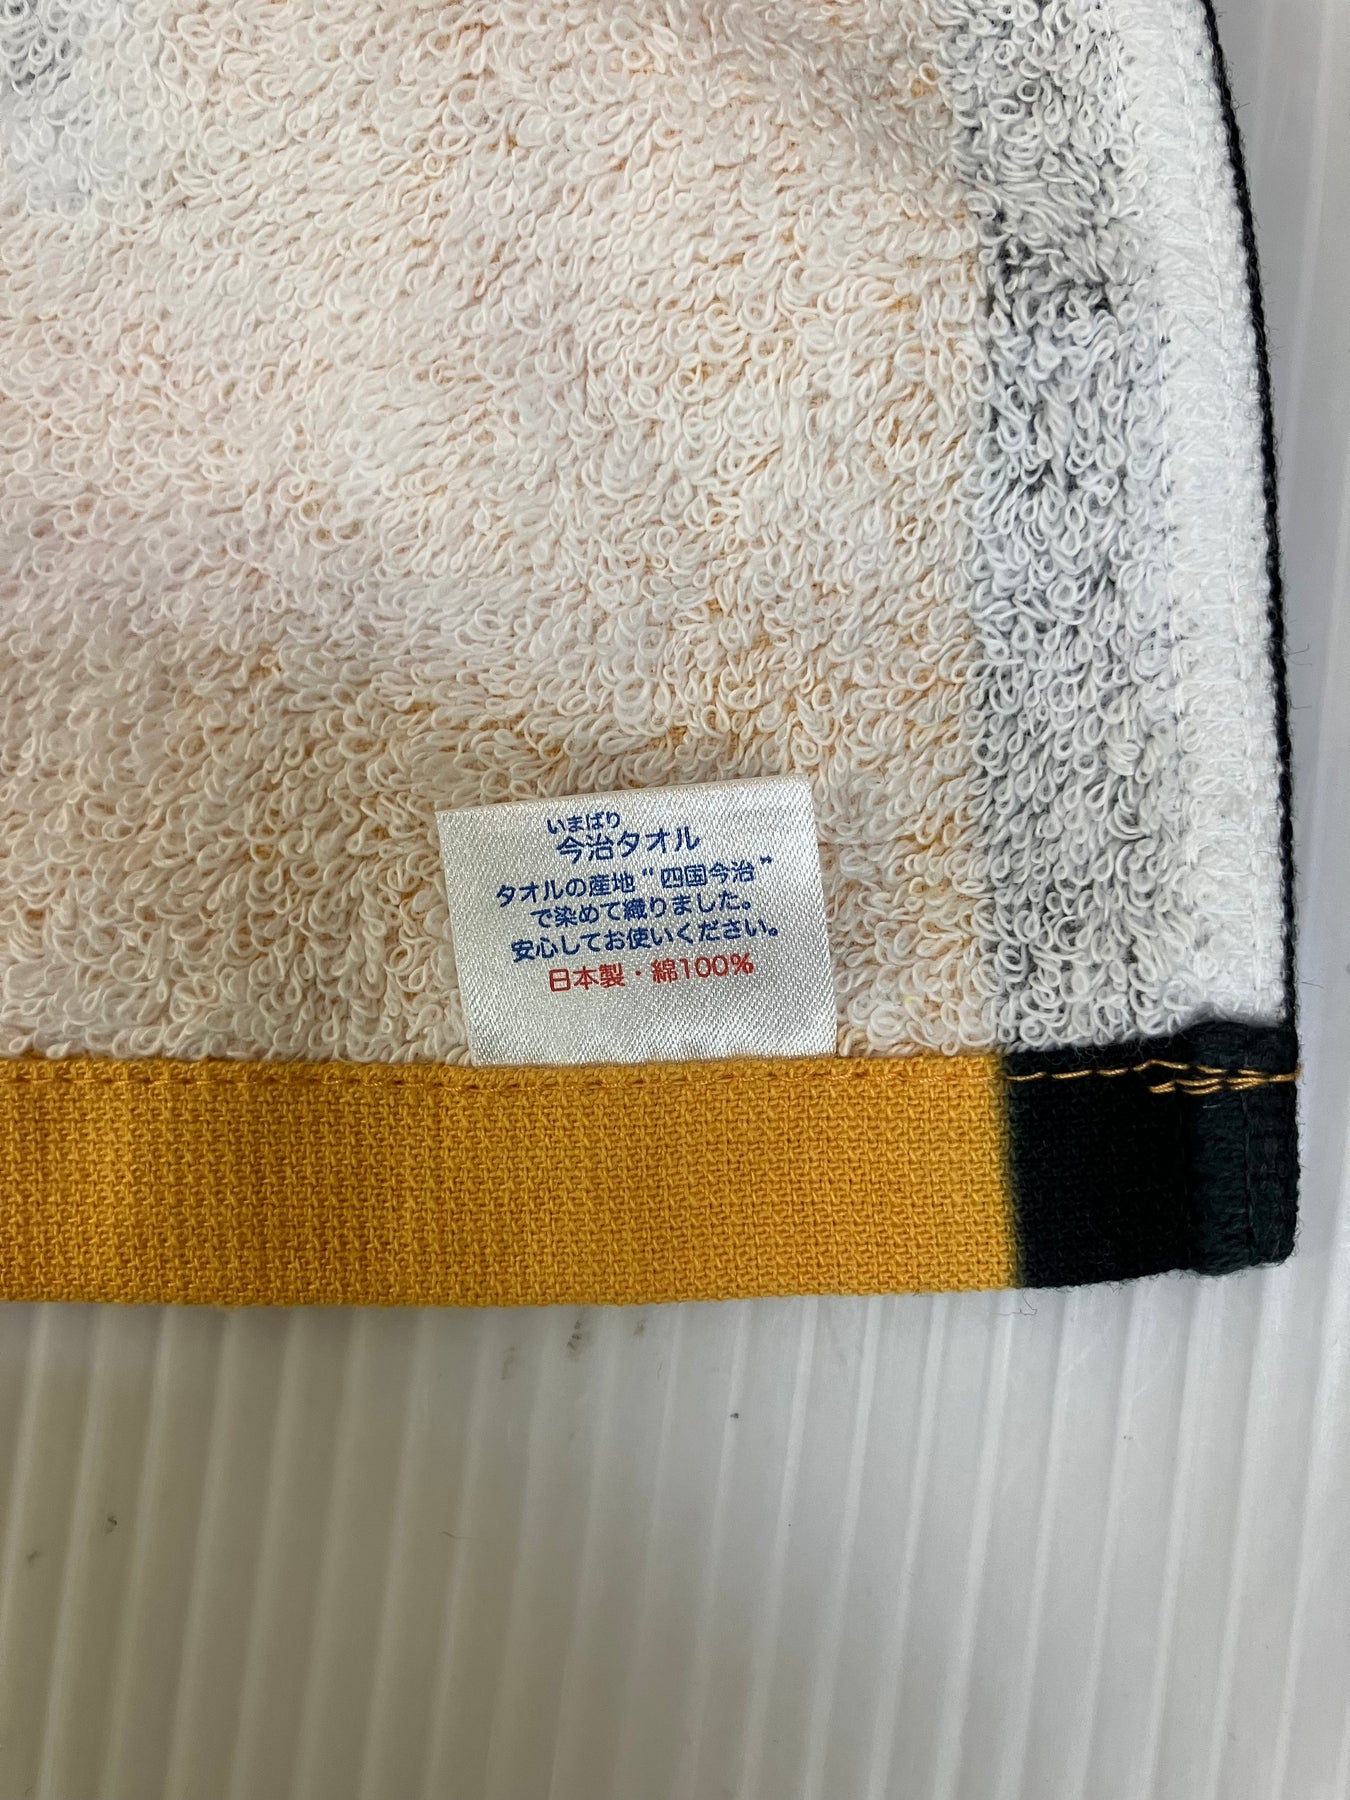 いまばり
今治タオル
タオルの産地“四国今治”
で染めて織りました。
安心してお使いください。
日本製・綿100%